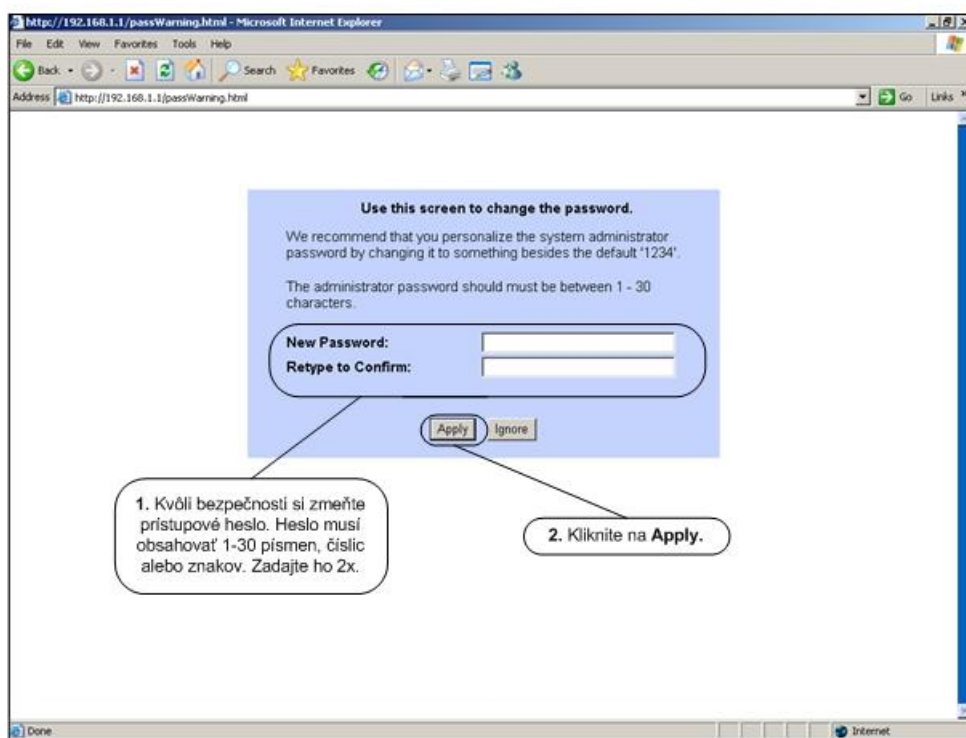 http://192.168.1.1/passWarning.html - Microsoft Internet Explorer
File Edit View Favorites Tools Help
Back Search Favorites
Address http://192.168.1.1/passWarning.html Go Links »
Use this screen to change the password.
We recommend that you personalize the system administrator
password by changing it to something besides the default '1234'.
The administrator password should must be between 1 - 30
characters.
New Password:
Retype to Confirm:
Apply Ignore
1. Kvôli bezpečnosti si zmeňte
prístupové heslo. Heslo musí
obsahovať 1-30 písmen, číslic
alebo znakov. Zadajte ho 2x.
2. Kliknite na Apply.
Done Internet